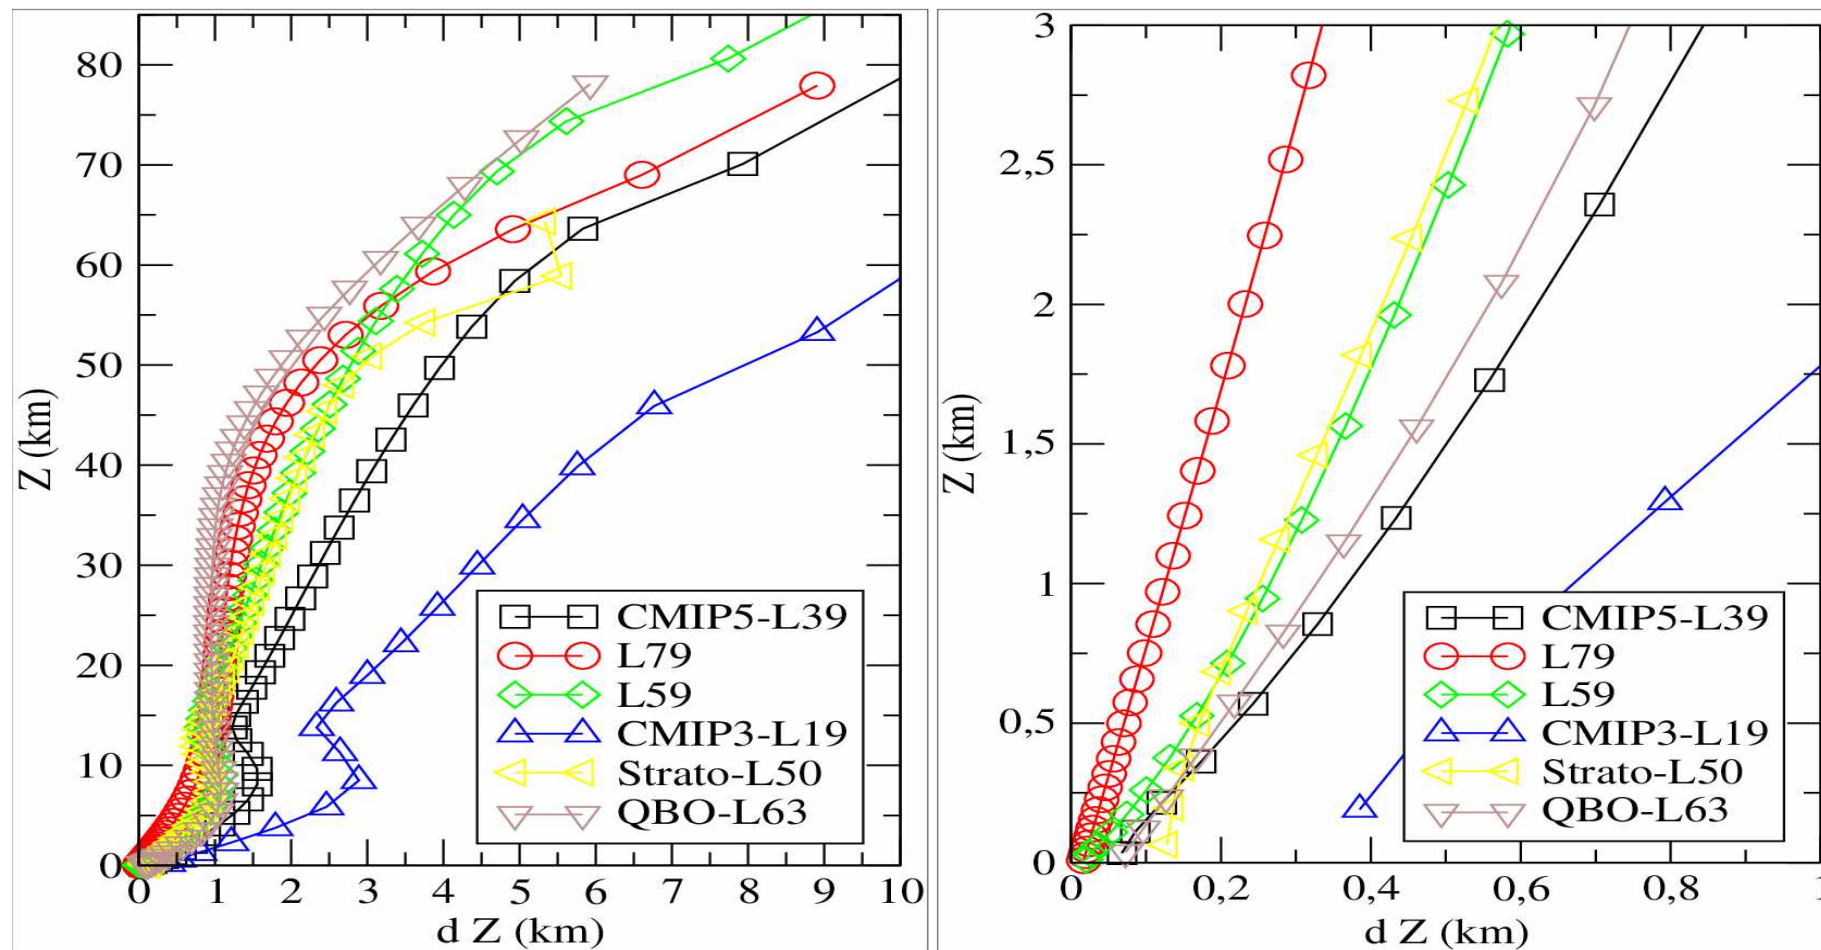 80
70
60
50
40
30
20
10
0
Z (km)
0 1 2 3 4 5 6 7 8 9 10
d Z (km)
CMIP5-L39
L79
L59
CMIP3-L19
Strato-L50
QBO-L63
3
2,5
2
1,5
1
0,5
0
Z (km)
0 0,2 0,4 0,6 0,8 1
d Z (km)
CMIP5-L39
L79
L59
CMIP3-L19
Strato-L50
QBO-L63